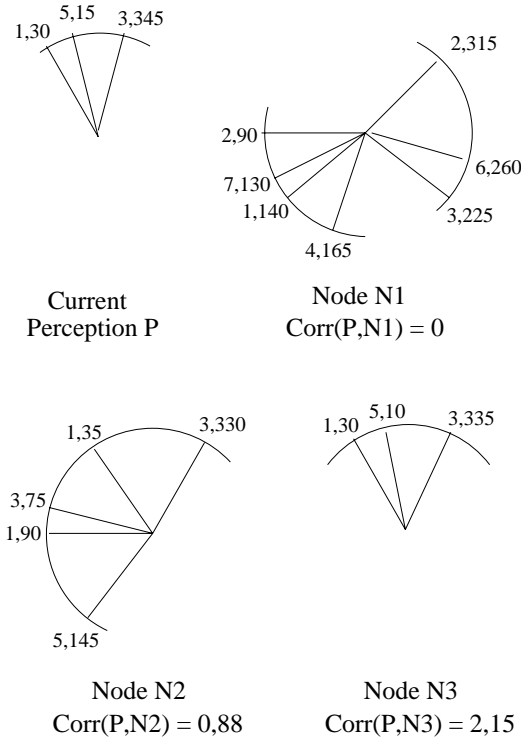 5,15
1,30
3,345
Current
Perception P
2,315
2,90
6,260
7,130
1,140
3,225
4,165
Node N1
Corr(P,N1) = 0
3,330
1,35
3,75
1,90
5,145
Node N2
Corr(P,N2) = 0,88
5,10
1,30
3,335
Node N3
Corr(P,N3) = 2,15